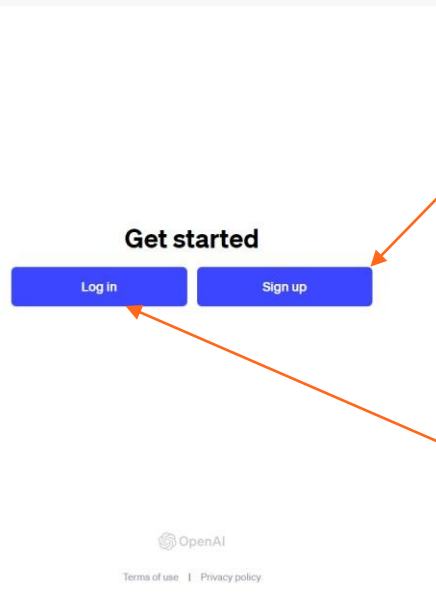 Get started
Log in Sign up
OpenAI
Terms of use | Privacy policy